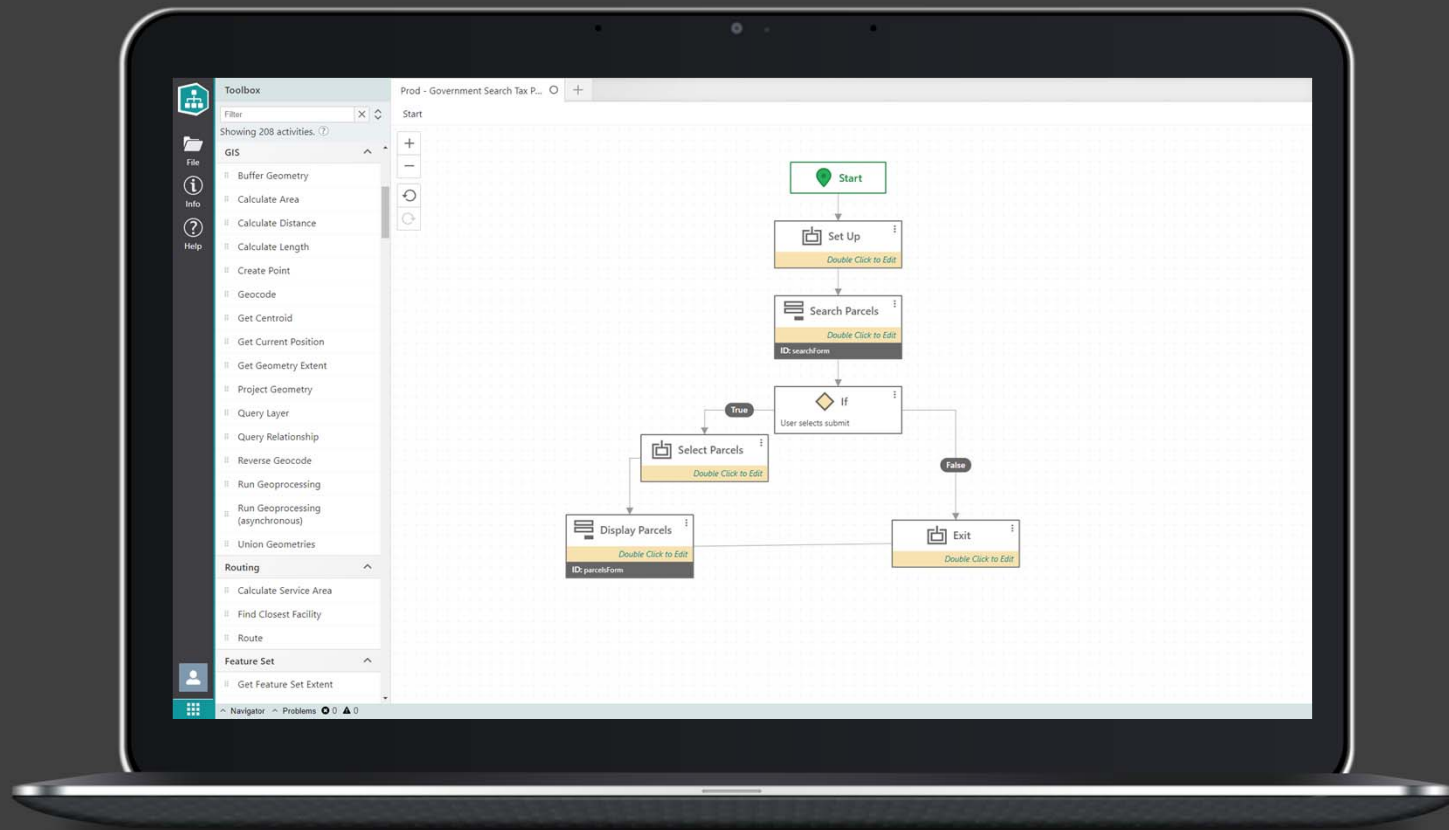 Toolbox
Prod - Government Search Tax P...
Filter
Start
Showing 208 activities.
GIS
Buffer Geometry
Calculate Area
Calculate Distance
Calculate Length
Create Point
Geocode
Get Centroid
Get Current Position
Get Geometry Extent
Project Geometry
Query Layer
Query Relationship
Reverse Geocode
Run Geoprocessing
Run Geoprocessing
(asynchronous)
Union Geometries
Routing
Calculate Service Area
Find Closest Facility
Route
Feature Set
Get Feature Set Extent
File
Info
Help
Navigator Problems 0 0
Start
Set Up
Double Click to Edit
Search Parcels
Double Click to Edit
ID: searchForm
If
User selects submit
True
False
Select Parcels
Double Click to Edit
Display Parcels
Double Click to Edit
ID: parcelsForm
Exit
Double Click to Edit